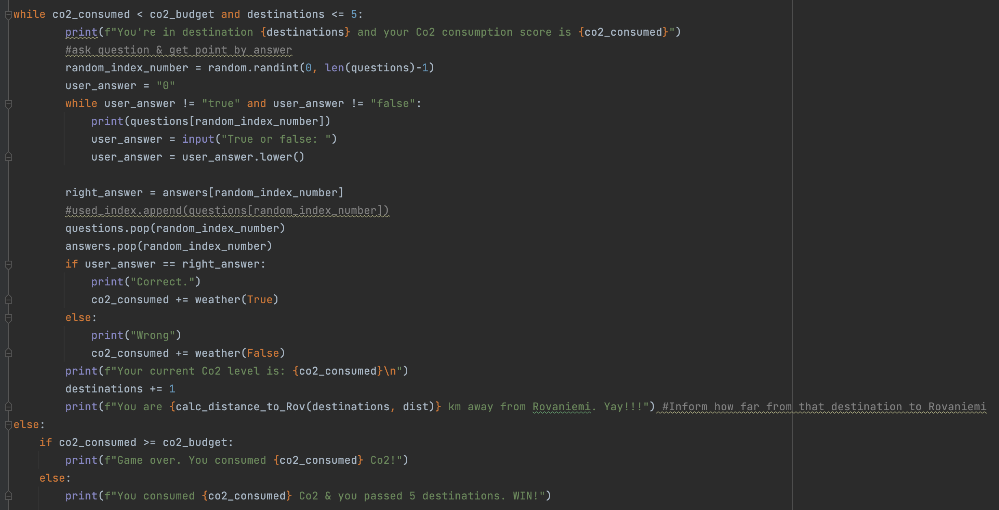 while co2_consumed < co2_budget and destinations <= 5:
        print(f"You're in destination {destinations} and your Co2 consumption score is {co2_consumed}")
        #ask question & get point by answer
        random_index_number = random.randint(0, len(questions)-1)
        user_answer = "0"
        while user_answer != "true" and user_answer != "false":
            print(questions[random_index_number])
            user_answer = input("True or false: ")
            user_answer = user_answer.lower()

        right_answer = answers[random_index_number]
        #used_index.append(questions[random_index_number])
        questions.pop(random_index_number)
        answers.pop(random_index_number)
        if user_answer == right_answer:
            print("Correct.")
            co2_consumed += weather(True)
        else:
            print("Wrong")
            co2_consumed += weather(False)
        print(f"Your current Co2 level is: {co2_consumed}\n")
        destinations += 1
        print(f"You are {calc_distance_to_Rov(destinations, dist)} km away from Rovaniemi. Yay!!!") #Inform how far from that destination to Rovaniemi
else:
    if co2_consumed >= co2_budget:
        print(f"Game over. You consumed {co2_consumed} Co2!")
    else:
        print(f"You consumed {co2_consumed} Co2 & you passed 5 destinations. WIN!")